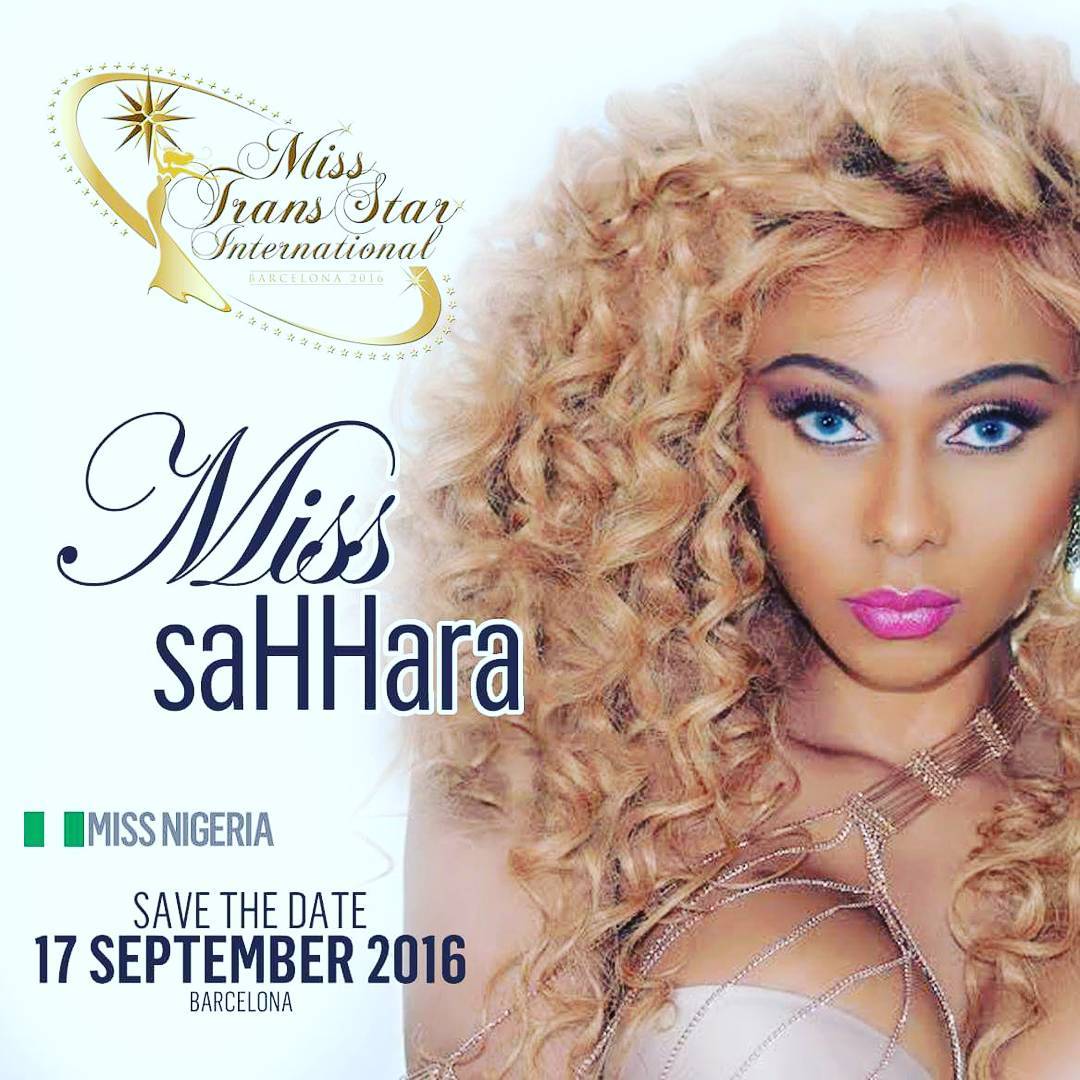 Miss
Trans Star
International
BARCELONA 2016
Miss
saHHara
MISS NIGERIA
SAVE THE DATE
17 SEPTEMBER 2016
BARCELONA